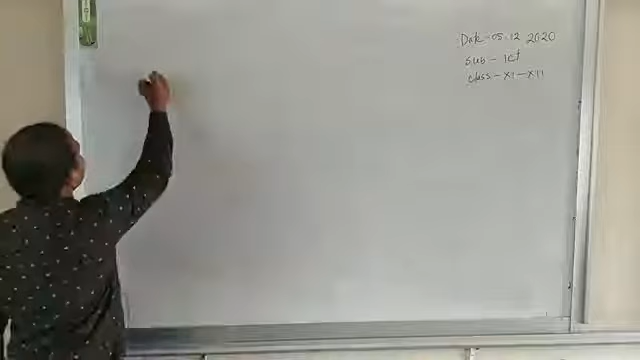 Date - 05.12 2020
Sub - ICT
class - XI - XII